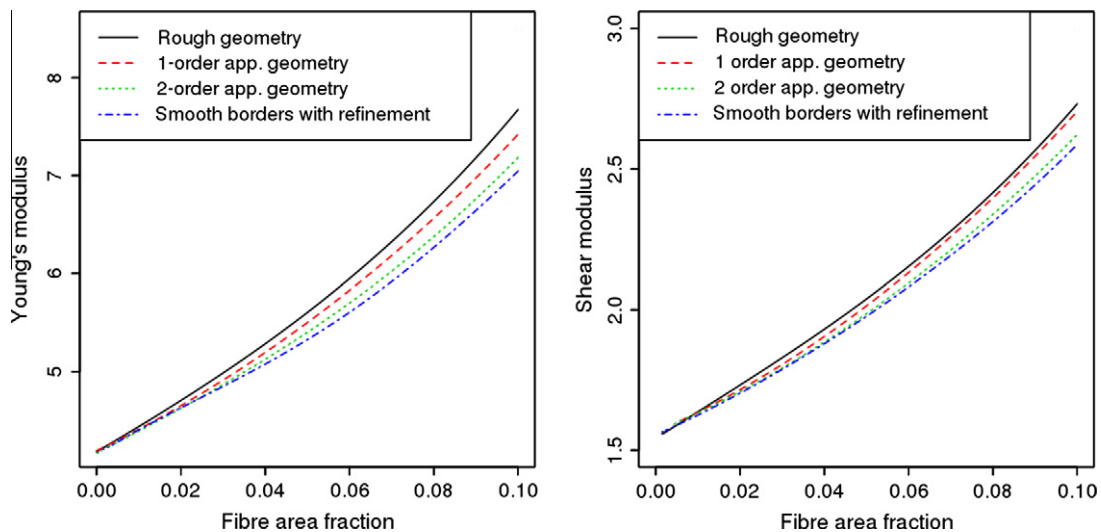 Rough geometry
1-order app. geometry
2-order app. geometry
Smooth borders with refinement
Young's modulus
8
7
6
5
0.00 0.02 0.04 0.06 0.08 0.10
Fibre area fraction
Rough geometry
1 order app. geometry
2 order app. geometry
Smooth borders with refinement
Shear modulus
3.0
2.5
2.0
1.5
0.00 0.02 0.04 0.06 0.08 0.10
Fibre area fraction